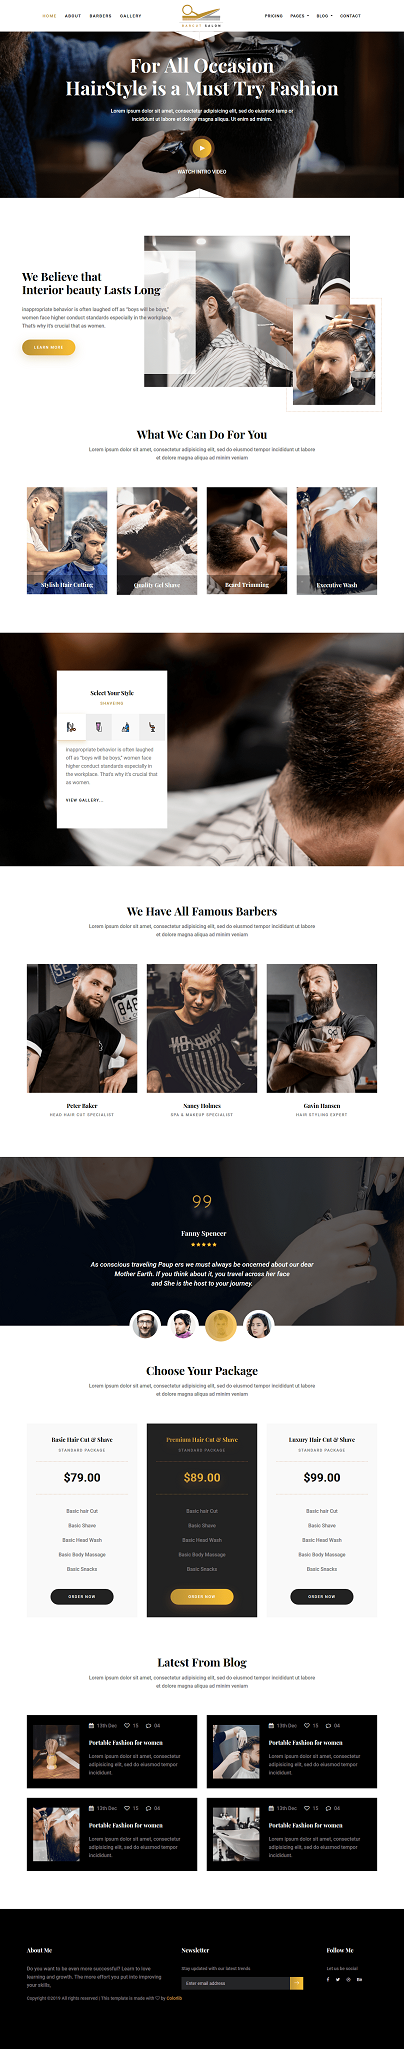 HOME ABOUT BARBERS GALLERY
BARCUT SALON
PRICING PAGES BLOG CONTACT
For All Occasion
HairStyle is a Must Try Fashion
Lorem ipsum dolor sit amet, consectetur adipisicing elit, sed do eiusmod temp or
incididunt ut labore et dolore magna aliqua. Ut enim ad minim.
WATCH INTRO VIDEO
We Believe that
Interior beauty Lasts Long
inappropriate behavior is often laughed off as "boys will be boys,"
women face higher conduct standards especially in the workplace.
That's why it's crucial that as women.
LEARN MORE
What We Can Do For You
Lorem ipsum dolor sit amet, consectetur adipisicing elit, sed do eiusmod tempor incididunt ut labore
et dolore magna aliqua ad minim veniam
Stylish Hair Cutting
Quality Gel Shave
Beard Trimming
Executive Wash
Select Your Style
SHAVEING
inappropriate behavior is often laughed
off as "boys will be boys," women face
higher conduct standards especially in
the workplace. That's why it's crucial that
as women.
VIEW GALLERY...
We Have All Famous Barbers
Lorem ipsum dolor sit amet, consectetur adipisicing elit, sed do eiusmod tempor incididunt ut labore
et dolore magna aliqua ad minim veniam
Peter Baker
HEAD HAIR CUT SPECIALIST
Nancy Holmes
SPA & MAKEUP SPECIALIST
Gavin Hansen
HAIR STYLING EXPERT
Fanny Spencer
As conscious traveling Paup ers we must always be oncerned about our dear
Mother Earth. If you think about it, you travel across her face
and She is the host to your journey.
Choose Your Package
Lorem ipsum dolor sit amet, consectetur adipisicing elit, sed do eiusmod tempor incididunt ut labore
et dolore magna aliqua ad minim veniam
Basic Hair Cut & Shave
STANDARD PACKAGE
$79.00
Basic hair Cut
Basic Shave
Basic Head Wash
Basic Body Massage
Basic Snacks
ORDER NOW
Premium Hair Cut & Shave
STANDARD PACKAGE
$89.00
Basic hair Cut
Basic Shave
Basic Head Wash
Basic Body Massage
Basic Snacks
ORDER NOW
Luxury Hair Cut & Shave
STANDARD PACKAGE
$99.00
Basic hair Cut
Basic Shave
Basic Head Wash
Basic Body Massage
Basic Snacks
ORDER NOW
Latest From Blog
Lorem ipsum dolor sit amet, consectetur adipisicing elit, sed do eiusmod tempor incididunt ut labore
et dolore magna aliqua ad minim veniam
13th Dec 15 04
Portable Fashion for women
Lorem ipsum dolor sit amet, consectetur
adipisicing elit, sed do eiusmod tempor
incididunt.
13th Dec 15 04
Portable Fashion for women
Lorem ipsum dolor sit amet, consectetur
adipisicing elit, sed do eiusmod tempor
incididunt.
13th Dec 15 04
Portable Fashion for women
Lorem ipsum dolor sit amet, consectetur
adipisicing elit, sed do eiusmod tempor
incididunt.
13th Dec 15 04
Portable Fashion for women
Lorem ipsum dolor sit amet, consectetur
adipisicing elit, sed do eiusmod tempor
incididunt.
About Me
Do you want to be even more successful? Learn to love
learning and growth. The more effort you put into improving
your skills,
Copyright ©2019 All rights reserved | This template is made with by Colorlib
Newsletter
Stay updated with our latest trends
Enter email address
Follow Me
Let us be social